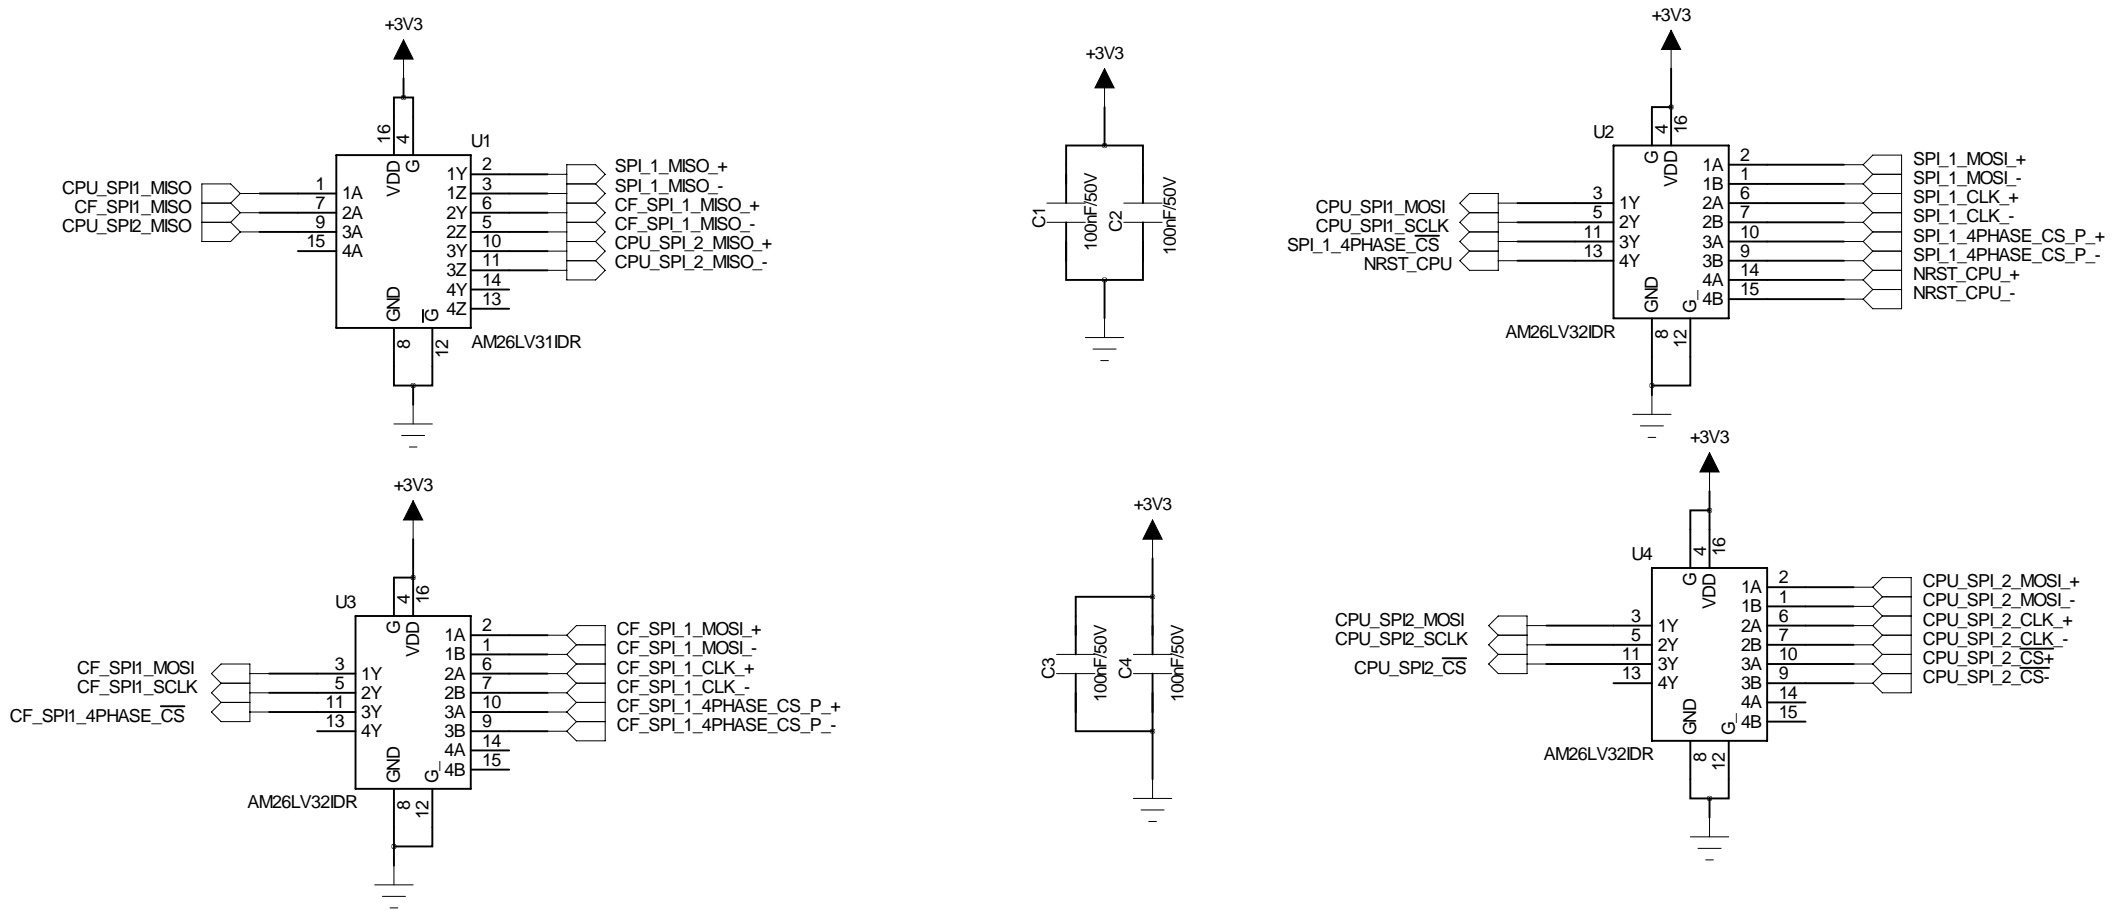 +3V3
16
4
U1
VDD
G
CPU_SPI1_MISO
CF_SPI1_MISO
CPU_SPI2_MISO
1
7
9
15
1A
2A
3A
4A
1Y
1Z
2Y
2Z
3Y
3Z
4Y
4Z
2
3
6
5
10
11
14
13
SPI_1_MISO_+
SPI_1_MISO_-
CF_SPI_1_MISO_+
CF_SPI_1_MISO_-
CPU_SPI_2_MISO_+
CPU_SPI_2_MISO_-
GND
G
8
12
AM26LV31IDR
+3V3
C1
100nF/50V
C2
100nF/50V
+3V3
U2
4
16
G
VDD
CPU_SPI1_MOSI
CPU_SPI1_SCLK
SPI_1_4PHASE_CS
NRST_CPU
3
5
11
13
1Y
2Y
3Y
4Y
1A
1B
2A
2B
3A
3B
4A
4B
2
1
6
7
10
9
14
15
SPI_1_MOSI_+
SPI_1_MOSI_-
SPI_1_CLK_+
SPI_1_CLK_-
SPI_1_4PHASE_CS_P_+
SPI_1_4PHASE_CS_P_-
NRST_CPU_+
NRST_CPU_-
GND
G_
8
12
AM26LV32IDR
+3V3
4
16
U3
G
VDD
CF_SPI1_MOSI
CF_SPI1_SCLK
CF_SPI1_4PHASE_CS
3
5
11
13
1Y
2Y
3Y
4Y
1A
1B
2A
2B
3A
3B
4A
4B
2
1
6
7
10
9
14
15
CF_SPI_1_MOSI_+
CF_SPI_1_MOSI_-
CF_SPI_1_CLK_+
CF_SPI_1_CLK_-
CF_SPI_1_4PHASE_CS_P_+
CF_SPI_1_4PHASE_CS_P_-
GND
G_
8
12
AM26LV32IDR
+3V3
C3
100nF/50V
C4
100nF/50V
+3V3
U4
4
16
G
VDD
CPU_SPI2_MOSI
CPU_SPI2_SCLK
CPU_SPI2_CS
3
5
11
13
1Y
2Y
3Y
4Y
1A
1B
2A
2B
3A
3B
4A
4B
2
1
6
7
10
9
14
15
CPU_SPI_2_MOSI_+
CPU_SPI_2_MOSI_-
CPU_SPI_2_CLK_+
CPU_SPI_2_CLK_-
CPU_SPI_2_CS+
CPU_SPI_2_CS-
GND
G_
8
12
AM26LV32IDR